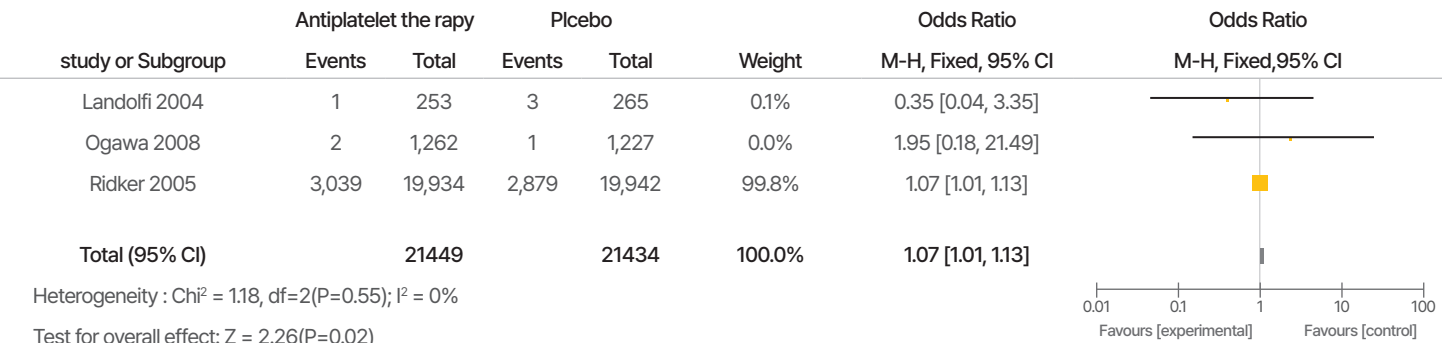 Antiplatelet the rapy Plcebo Odds Ratio Odds Ratio
study or Subgroup Events Total Events Total Weight M-H, Fixed, 95% CI M-H, Fixed,95% CI
Landolfi 2004 1 253 3 265 0.1% 0.35 [0.04, 3.35]
Ogawa 2008 2 1,262 1 1,227 0.0% 1.95 [0.18, 21.49]
Ridker 2005 3,039 19,934 2,879 19,942 99.8% 1.07 [1.01, 1.13]
Total (95% CI) 21449 21434 100.0% 1.07 [1.01, 1.13]
Heterogeneity : Chi² = 1.18, df=2(P=0.55); I² = 0%
0.01 0.1 1 10 100
Test for overall effect: Z = 2.26(P=0.02)
Favours [experimental] Favours [control]